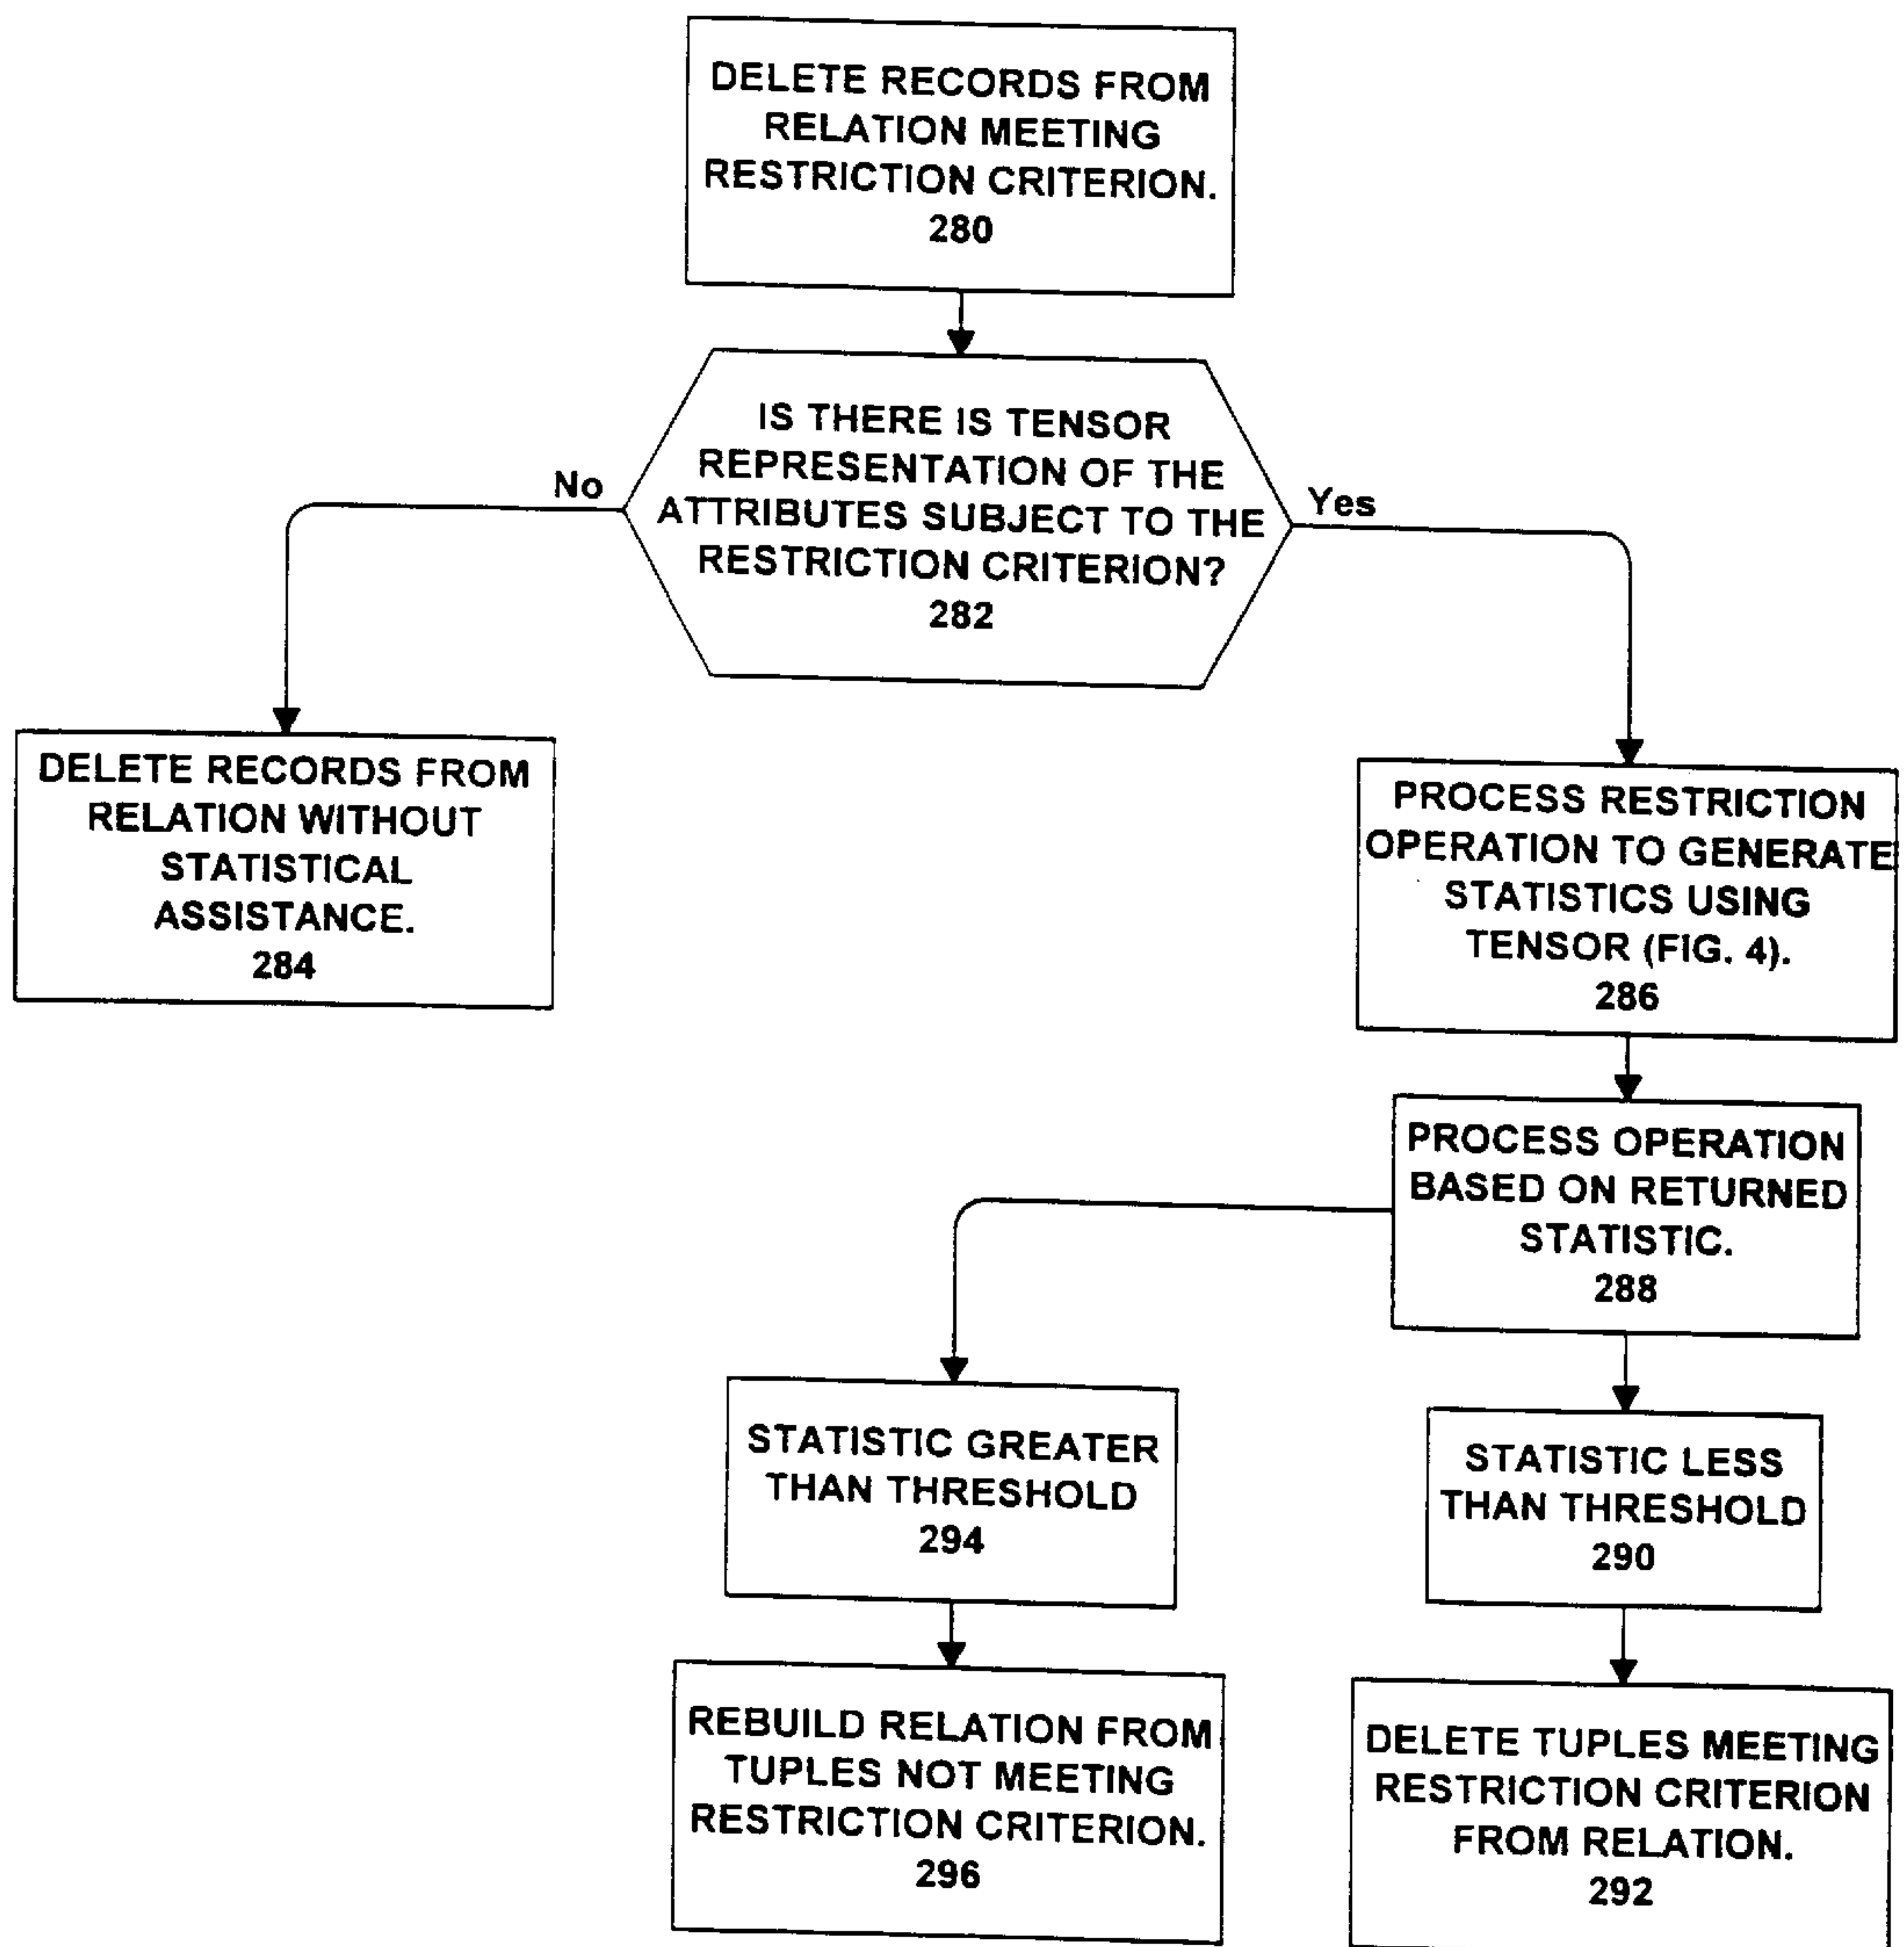 DELETE RECORDS FROM
RELATION MEETING
RESTRICTION CRITERION.
280
IS THERE IS TENSOR
REPRESENTATION OF THE
ATTRIBUTES SUBJECT TO THE
RESTRICTION CRITERION?
282
No
Yes
DELETE RECORDS FROM
RELATION WITHOUT
STATISTICAL
ASSISTANCE.
284
PROCESS RESTRICTION
OPERATION TO GENERATE
STATISTICS USING
TENSOR (FIG. 4).
286
PROCESS OPERATION
BASED ON RETURNED
STATISTIC.
288
STATISTIC GREATER
THAN THRESHOLD
294
STATISTIC LESS
THAN THRESHOLD
290
REBUILD RELATION FROM
TUPLES NOT MEETING
RESTRICTION CRITERION.
296
DELETE TUPLES MEETING
RESTRICTION CRITERION
FROM RELATION.
292